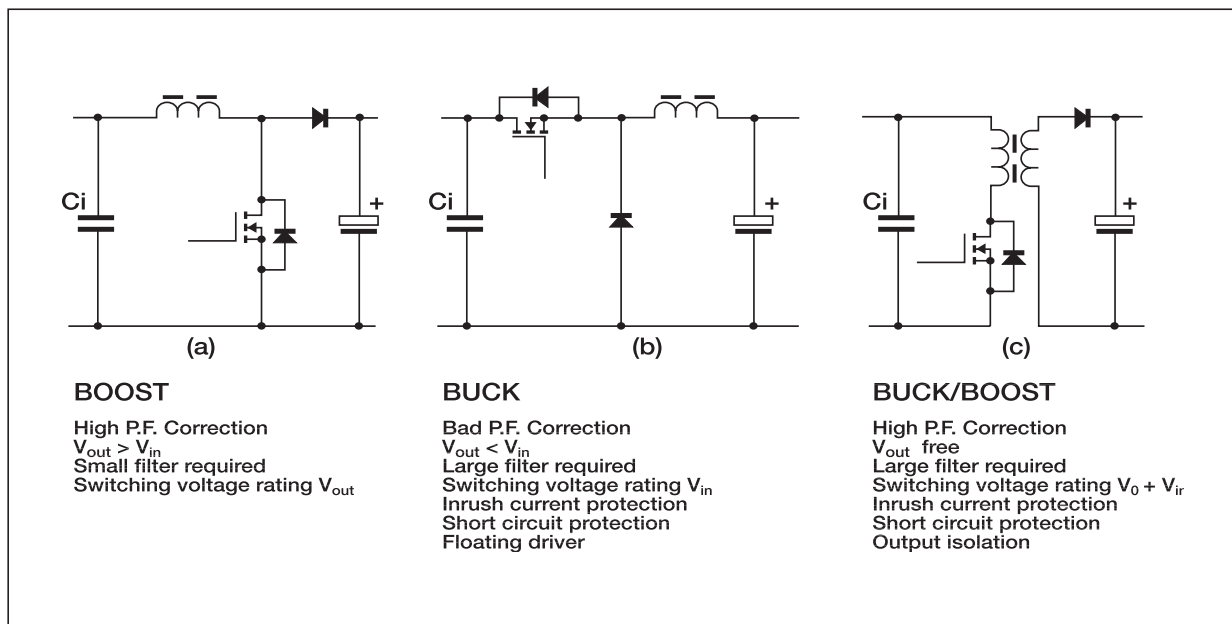 Ci
+
(a)
BOOST
High P.F. Correction
Vout > Vin
Small filter required
Switching voltage rating Vout
Ci
+
(b)
BUCK
Bad P.F. Correction
Vout < Vin
Large filter required
Switching voltage rating Vin
Inrush current protection
Short circuit protection
Floating driver
Ci
+
(c)
BUCK/BOOST
High P.F. Correction
Vout free
Large filter required
Switching voltage rating V0 + Vir
Inrush current protection
Short circuit protection
Output isolation